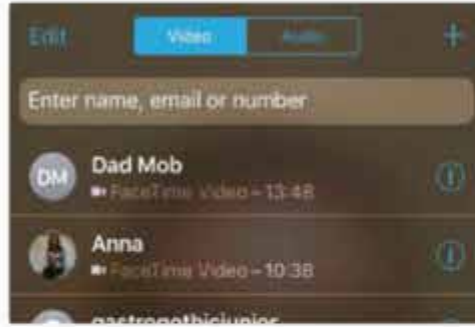 Edit Video Audio +
Enter name, email or number
DM Dad Mob
FaceTime Video – 13:48
Anna
FaceTime Video – 10:38
gastrogothicjunior